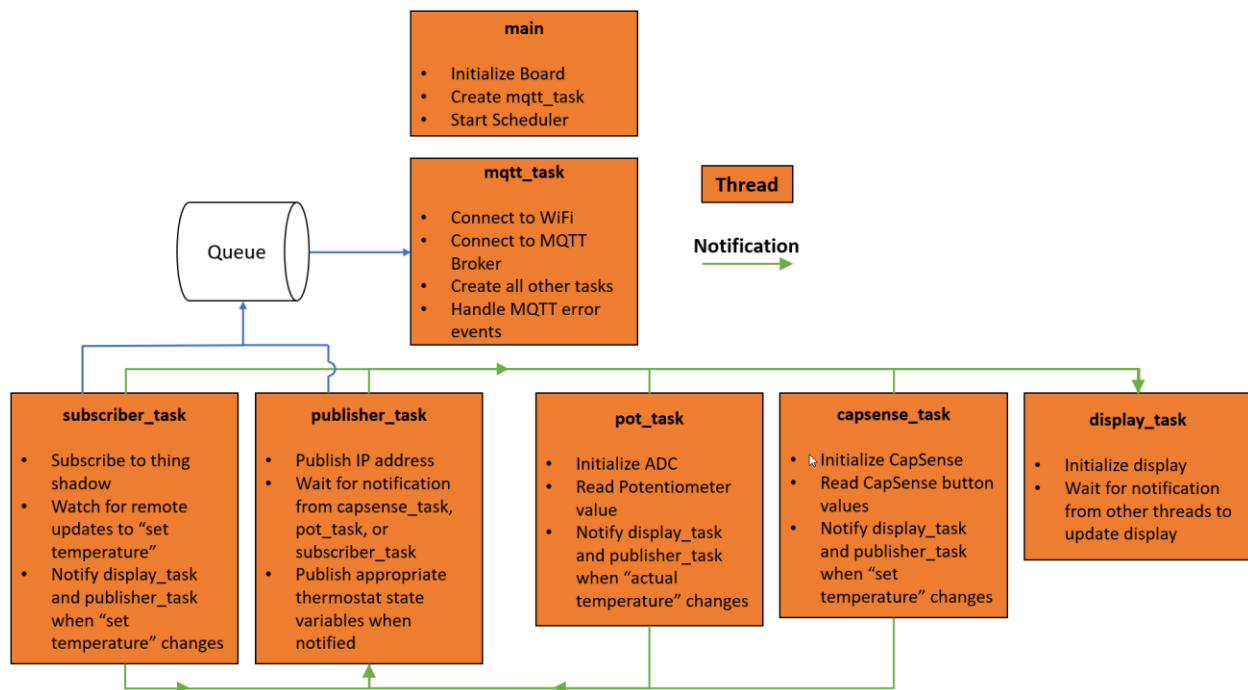 main
• Initialize Board
• Create mqtt_task
• Start Scheduler
mqtt_task
• Connect to WiFi
• Connect to MQTT
Broker
• Create all other tasks
• Handle MQTT error
events
Thread
Notification
Queue
subscriber_task
• Subscribe to thing
shadow
• Watch for remote
updates to “set
temperature”
• Notify display_task
and publisher_task
when “set
temperature” changes
publisher_task
• Publish IP address
• Wait for notification
from capsense_task,
pot_task, or
subscriber_task
• Publish appropriate
thermostat state
variables when
notified
pot_task
• Initialize ADC
• Read Potentiometer
value
• Notify display_task
and publisher_task
when “actual
temperature” changes
capsense_task
• Initialize CapSense
• Read CapSense button
values
• Notify display_task
and publisher_task
when “set
temperature” changes
display_task
• Initialize display
• Wait for notification
from other threads to
update display